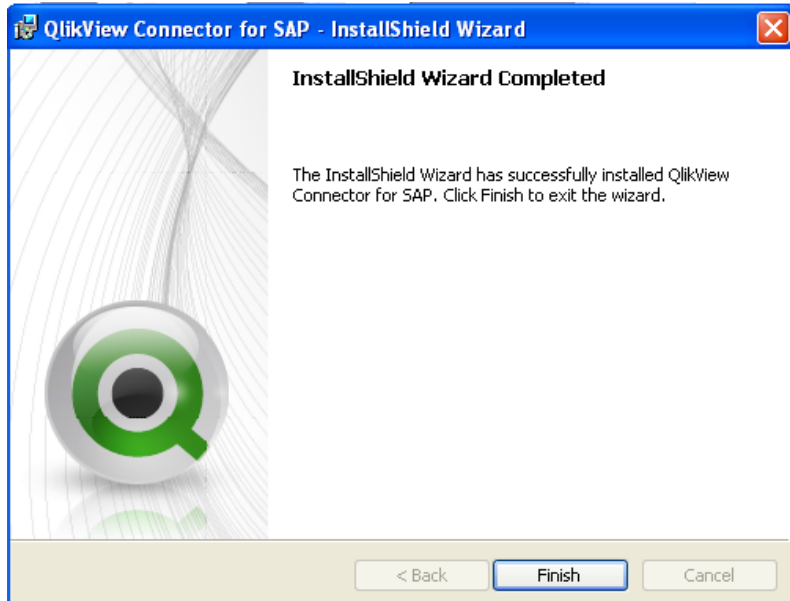 QlikView Connector for SAP - InstallShield Wizard
InstallShield Wizard Completed
The InstallShield Wizard has successfully installed QlikView
Connector for SAP. Click Finish to exit the wizard.
< Back Finish Cancel